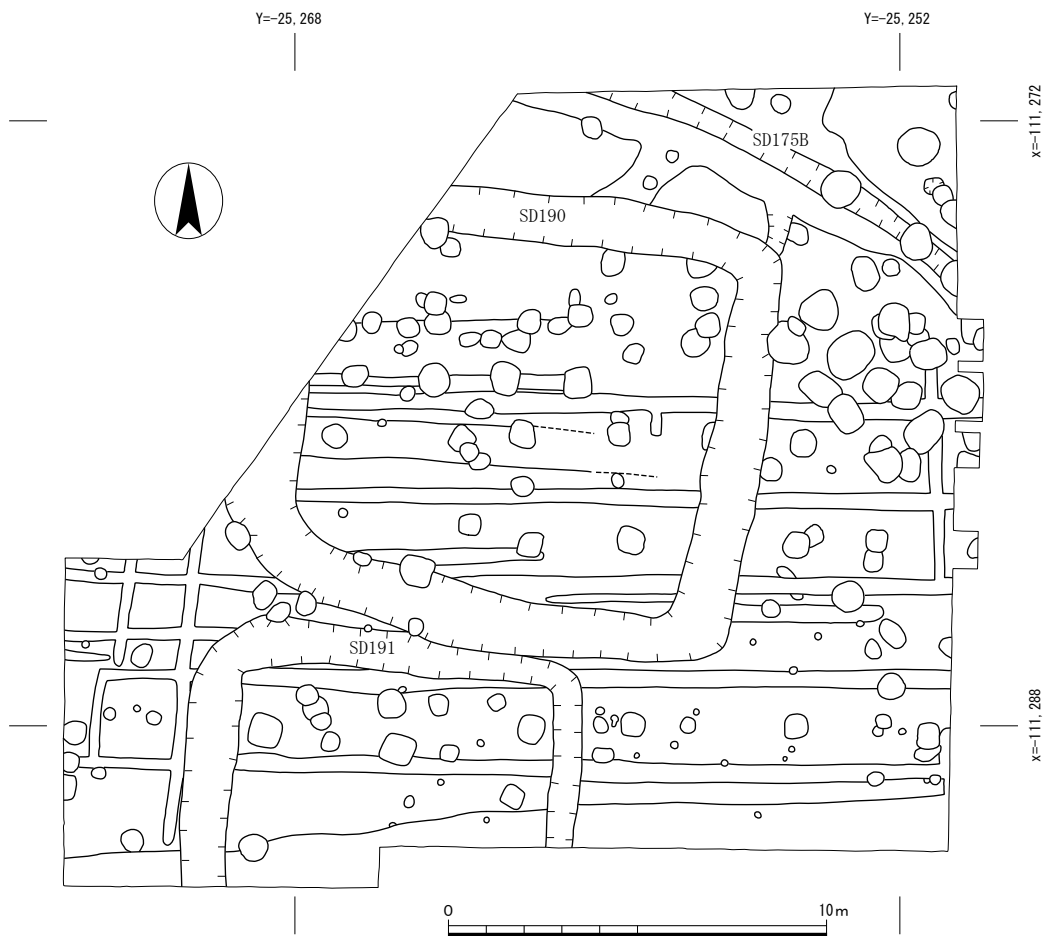 Y=-25,268
Y=-25,252
x=-111,272
SD175B
SD190
SD191
x=-111,288
0
10m